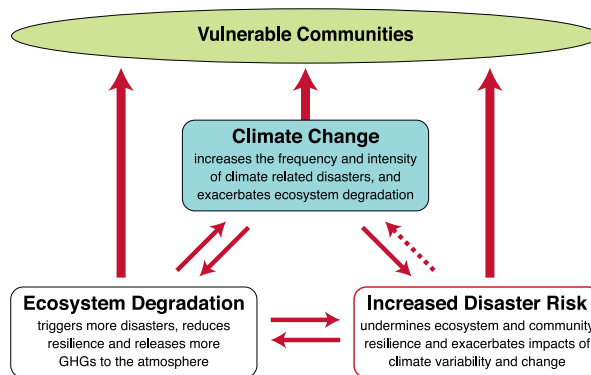 Vulnerable Communities
Climate Change
increases the frequency and intensity
of climate related disasters, and
exacerbates ecosystem degradation
Ecosystem Degradation
triggers more disasters, reduces
resilience and releases more
GHGs to the atmosphere
Increased Disaster Risk
undermines ecosystem and community
resilience and exacerbates impacts of
climate variability and change